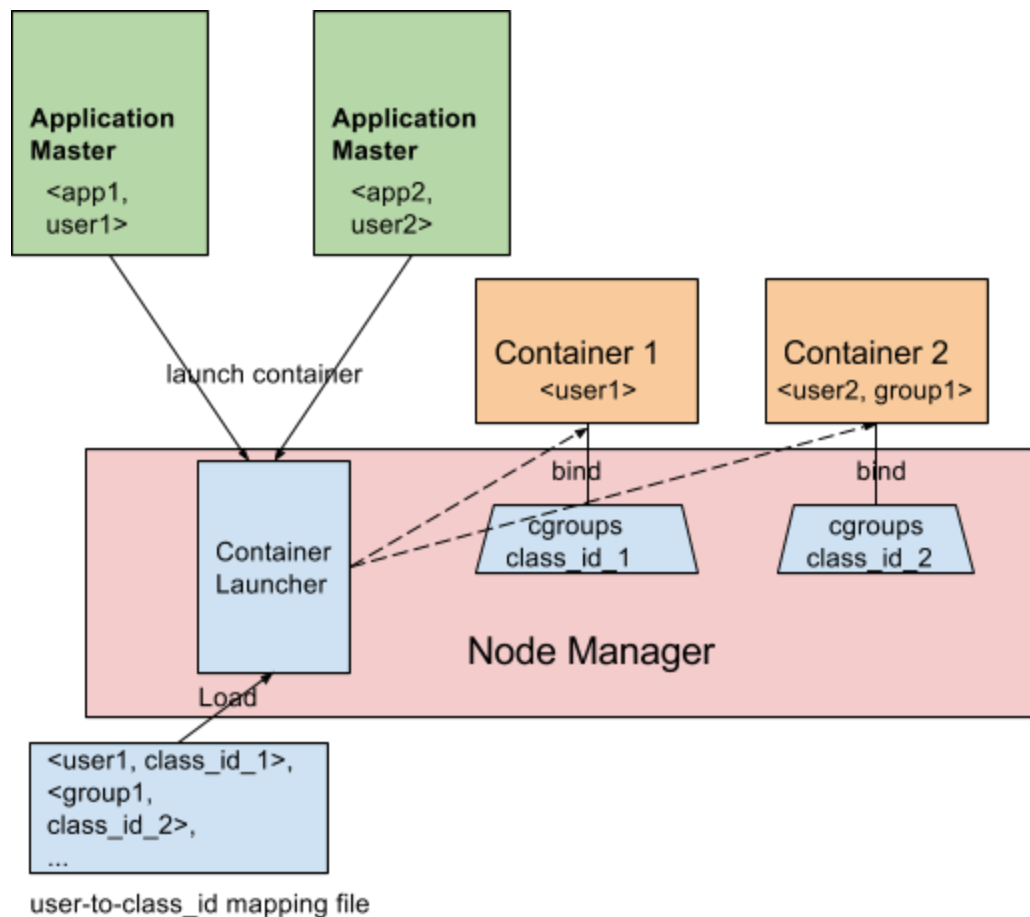 Application
Master
<app1,
user1>
Application
Master
<app2,
user2>
launch container
Container 1
<user1>
Container 2
<user2, group1>
bind
bind
Container
Launcher
cgroups
class_id_1
cgroups
class_id_2
Node Manager
Load
<user1, class_id_1>,
<group1,
class_id_2>,
...
user-to-class_id mapping file